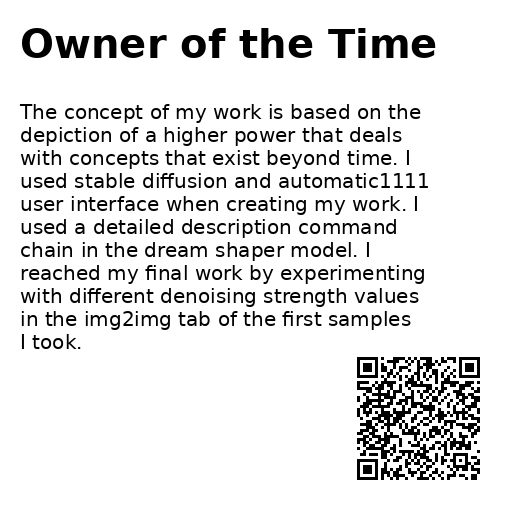 Owner of the Time
The concept of my work is based on the
depiction of a higher power that deals
with concepts that exist beyond time. I
used stable diffusion and automatic1111
user interface when creating my work. I
used a detailed description command
chain in the dream shaper model. I
reached my final work by experimenting
with different denoising strength values
in the img2img tab of the first samples
I took.